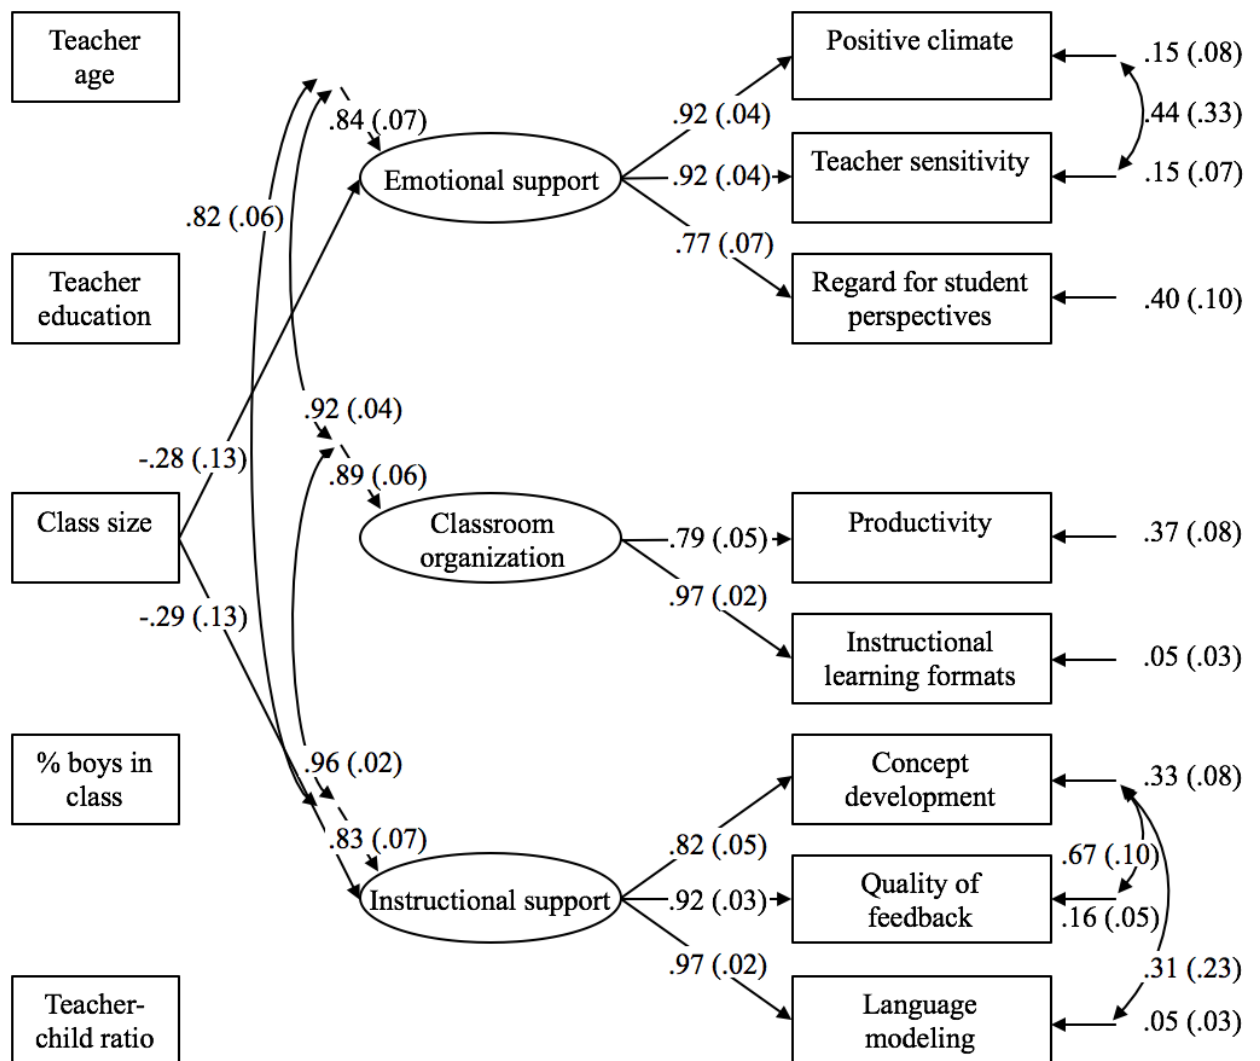 Teacher
age
Teacher
education
Class size
% boys in
class
Teacher-
child ratio
.84 (.07)
.82 (.06)
-.28 (.13)
.92 (.04)
.89 (.06)
-.29 (.13)
.96 (.02)
.83 (.07)
Emotional support
Classroom
organization
Instructional support
.92 (.04)
.92 (.04)
.77 (.07)
.79 (.05)
.97 (.02)
.82 (.05)
.92 (.03)
.97 (.02)
Positive climate
Teacher sensitivity
Regard for student
perspectives
Productivity
Instructional
learning formats
Concept
development
Quality of
feedback
Language
modeling
.15 (.08)
.44 (.33)
.15 (.07)
.40 (.10)
.37 (.08)
.05 (.03)
.33 (.08)
.67 (.10)
.16 (.05)
.31 (.23)
.05 (.03)